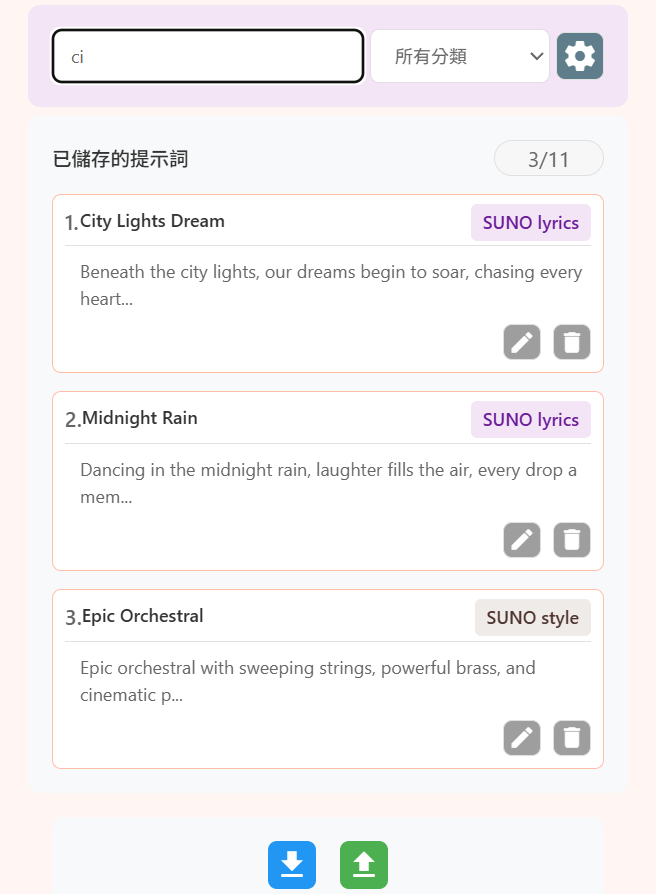 ci
所有分類
已儲存的提示詞
3/11
1.City Lights Dream
SUNO lyrics
Beneath the city lights, our dreams begin to soar, chasing every
heart...
2.Midnight Rain
SUNO lyrics
Dancing in the midnight rain, laughter fills the air, every drop a
mem...
3.Epic Orchestral
SUNO style
Epic orchestral with sweeping strings, powerful brass, and
cinematic p...